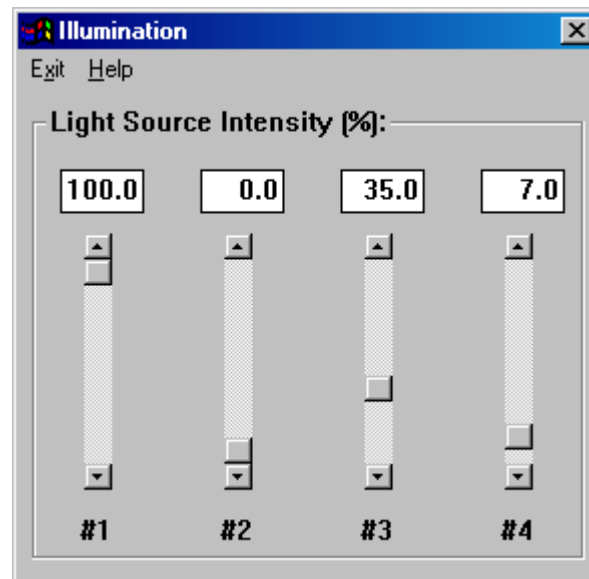 Illumination
Exit Help
Light Source Intensity (%):
100.0 0.0 35.0 7.0
#1 #2 #3 #4